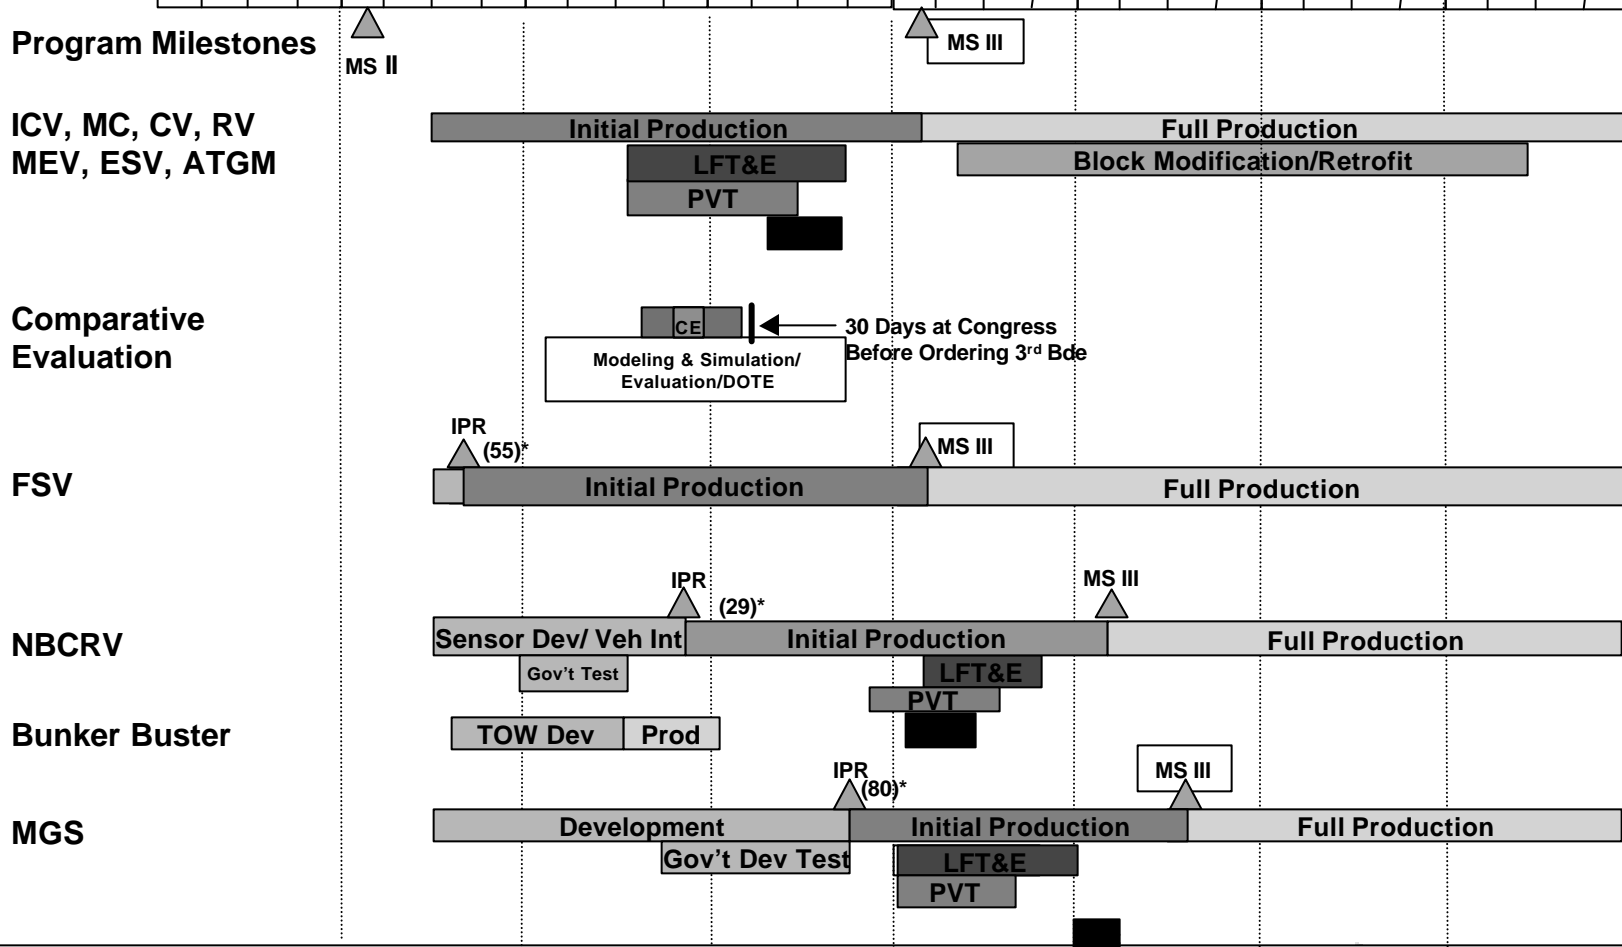 Program Milestones
MS II
MS III
ICV, MC, CV, RV
MEV, ESV, ATGM
Initial Production
Full Production
LFT&E
Block Modification/Retrofit
PVT
Comparative
Evaluation
CE
30 Days at Congress
Before Ordering 3rd Bde
Modeling & Simulation/
Evaluation/DOTE
FSV
IPR
(55)*
MS III
Initial Production
Full Production
NBCRV
IPR
(29)*
MS III
Sensor Dev/ Veh Int
Initial Production
Full Production
Gov't Test
LFT&E
PVT
Bunker Buster
TOW Dev
Prod
MGS
IPR
(80)*
MS III
Development
Initial Production
Full Production
Gov't Dev Test
LFT&E
PVT